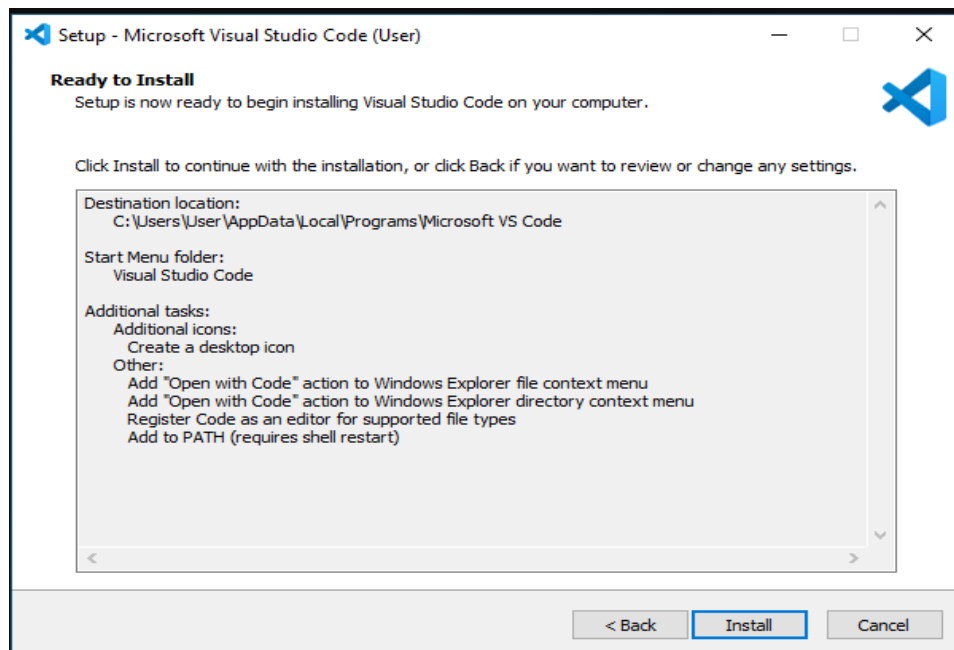 Setup - Microsoft Visual Studio Code (User)
Ready to Install
Setup is now ready to begin installing Visual Studio Code on your computer.
Click Install to continue with the installation, or click Back if you want to review or change any settings.
Destination location:
C:\Users\User\AppData\Local\Programs\Microsoft VS Code
Start Menu folder:
Visual Studio Code
Additional tasks:
Additional icons:
Create a desktop icon
Other:
Add "Open with Code" action to Windows Explorer file context menu
Add "Open with Code" action to Windows Explorer directory context menu
Register Code as an editor for supported file types
Add to PATH (requires shell restart)
< Back Install Cancel